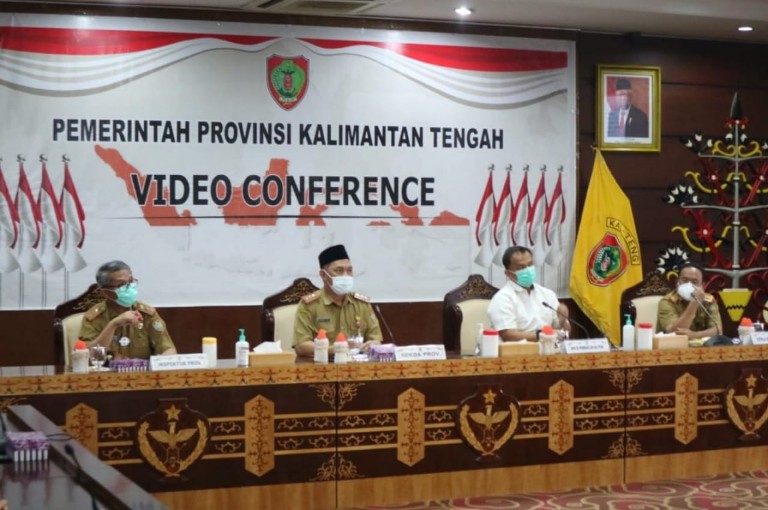 PEMERINTAH PROVINSI KALIMANTAN TENGAH
VIDEO CONFERENCE
KALTENG
INSPEKTUR PROV.
SEKDA PROV.